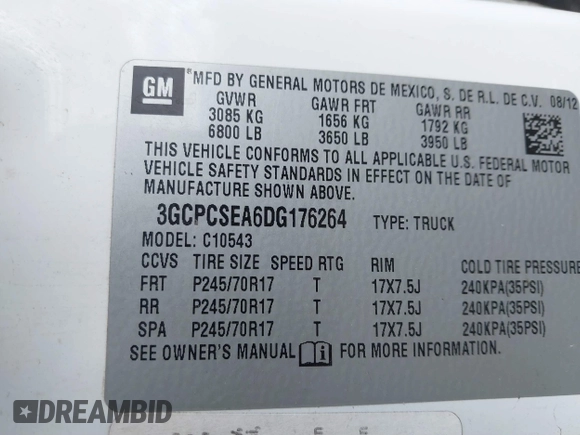 GM MFD BY GENERAL MOTORS DE MEXICO, S. DE R.L. DE C.V. 08/12
GVWR GAWR FRT GAWR RR
3085 KG 1656 KG 1792 KG
6800 LB 3650 LB 3950 LB
THIS VEHICLE CONFORMS TO ALL APPLICABLE U.S. FEDERAL MOTOR
VEHICLE SAFETY STANDARDS IN EFFECT ON THE DATE OF
MANUFACTURE SHOWN ABOVE.
3GCPCSEA6DG176264 TYPE: TRUCK
MODEL: C10543
CCVS TIRE SIZE SPEED RTG RIM COLD TIRE PRESSURE
FRT P245/70R17 T 17X7.5J 240KPA(35PSI)
RR P245/70R17 T 17X7.5J 240KPA(35PSI)
SPA P245/70R17 T 17X7.5J 240KPA(35PSI)
SEE OWNER'S MANUAL FOR MORE INFORMATION.
DREAMBID